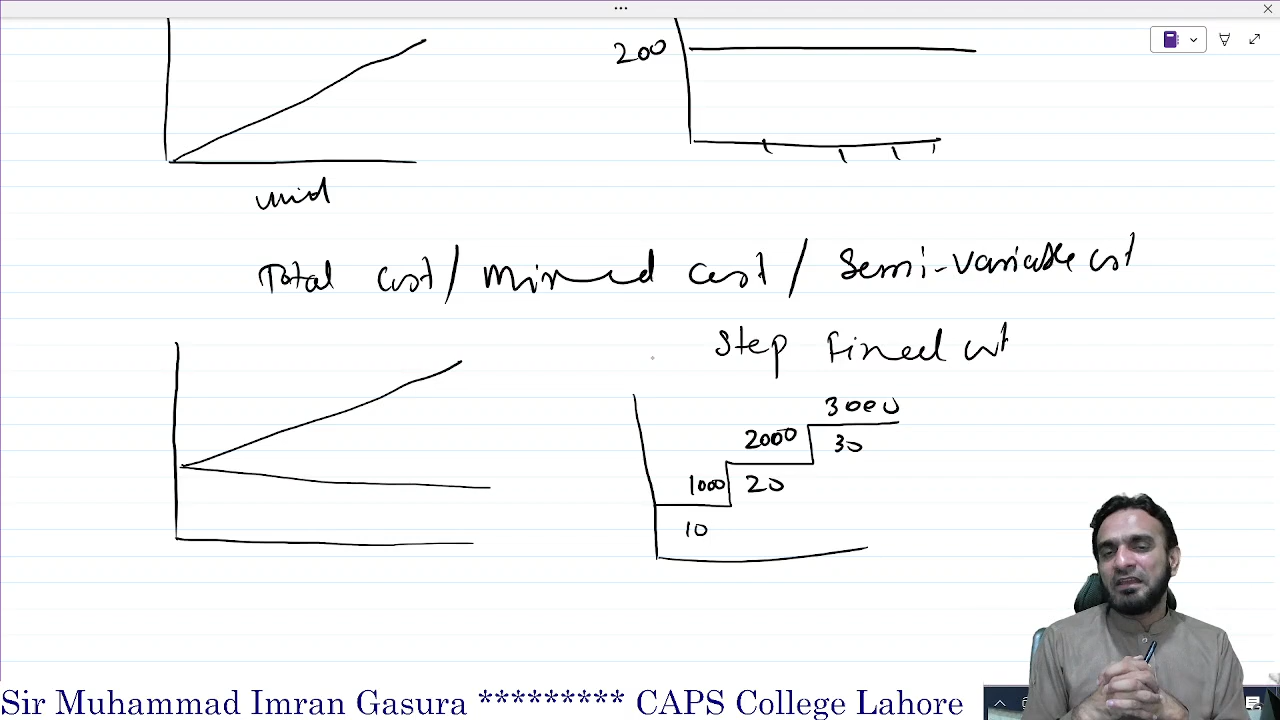 200
Total cost / mixed cost / Semi-variable cost
Step Fixed cost
3000
2000 30
1000 20
10
Sir Muhammad Imran Gasura ********* CAPS College Lahore